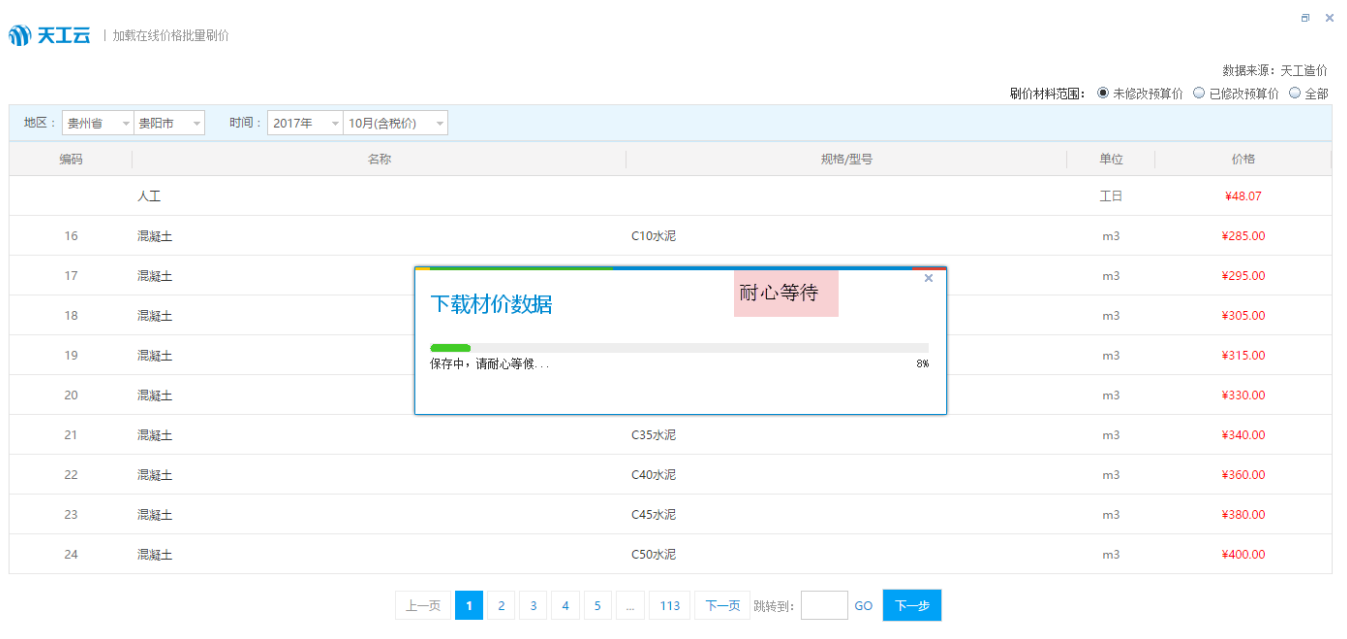 天工云 | 加载在线价格批量刷价
数据来源：天工造价
刷价材料范围： 未修改预算价 已修改预算价 全部
地区： 贵州省 贵阳市 时间： 2017年 10月(含税价)
编码 名称 规格/型号 单位 价格
人工 工日 ¥48.07
16 混凝土 C10水泥 m3 ¥285.00
17 混凝土 m3 ¥295.00
18 混凝土 m3 ¥305.00
19 混凝土 m3 ¥315.00
20 混凝土 m3 ¥330.00
耐心等待
下载材价数据
保存中，请耐心等候... 8%
21 混凝土 C35水泥 m3 ¥340.00
22 混凝土 C40水泥 m3 ¥360.00
23 混凝土 C45水泥 m3 ¥380.00
24 混凝土 C50水泥 m3 ¥400.00
上一页 1 2 3 4 5 ... 113 下一页 跳转到： GO 下一步